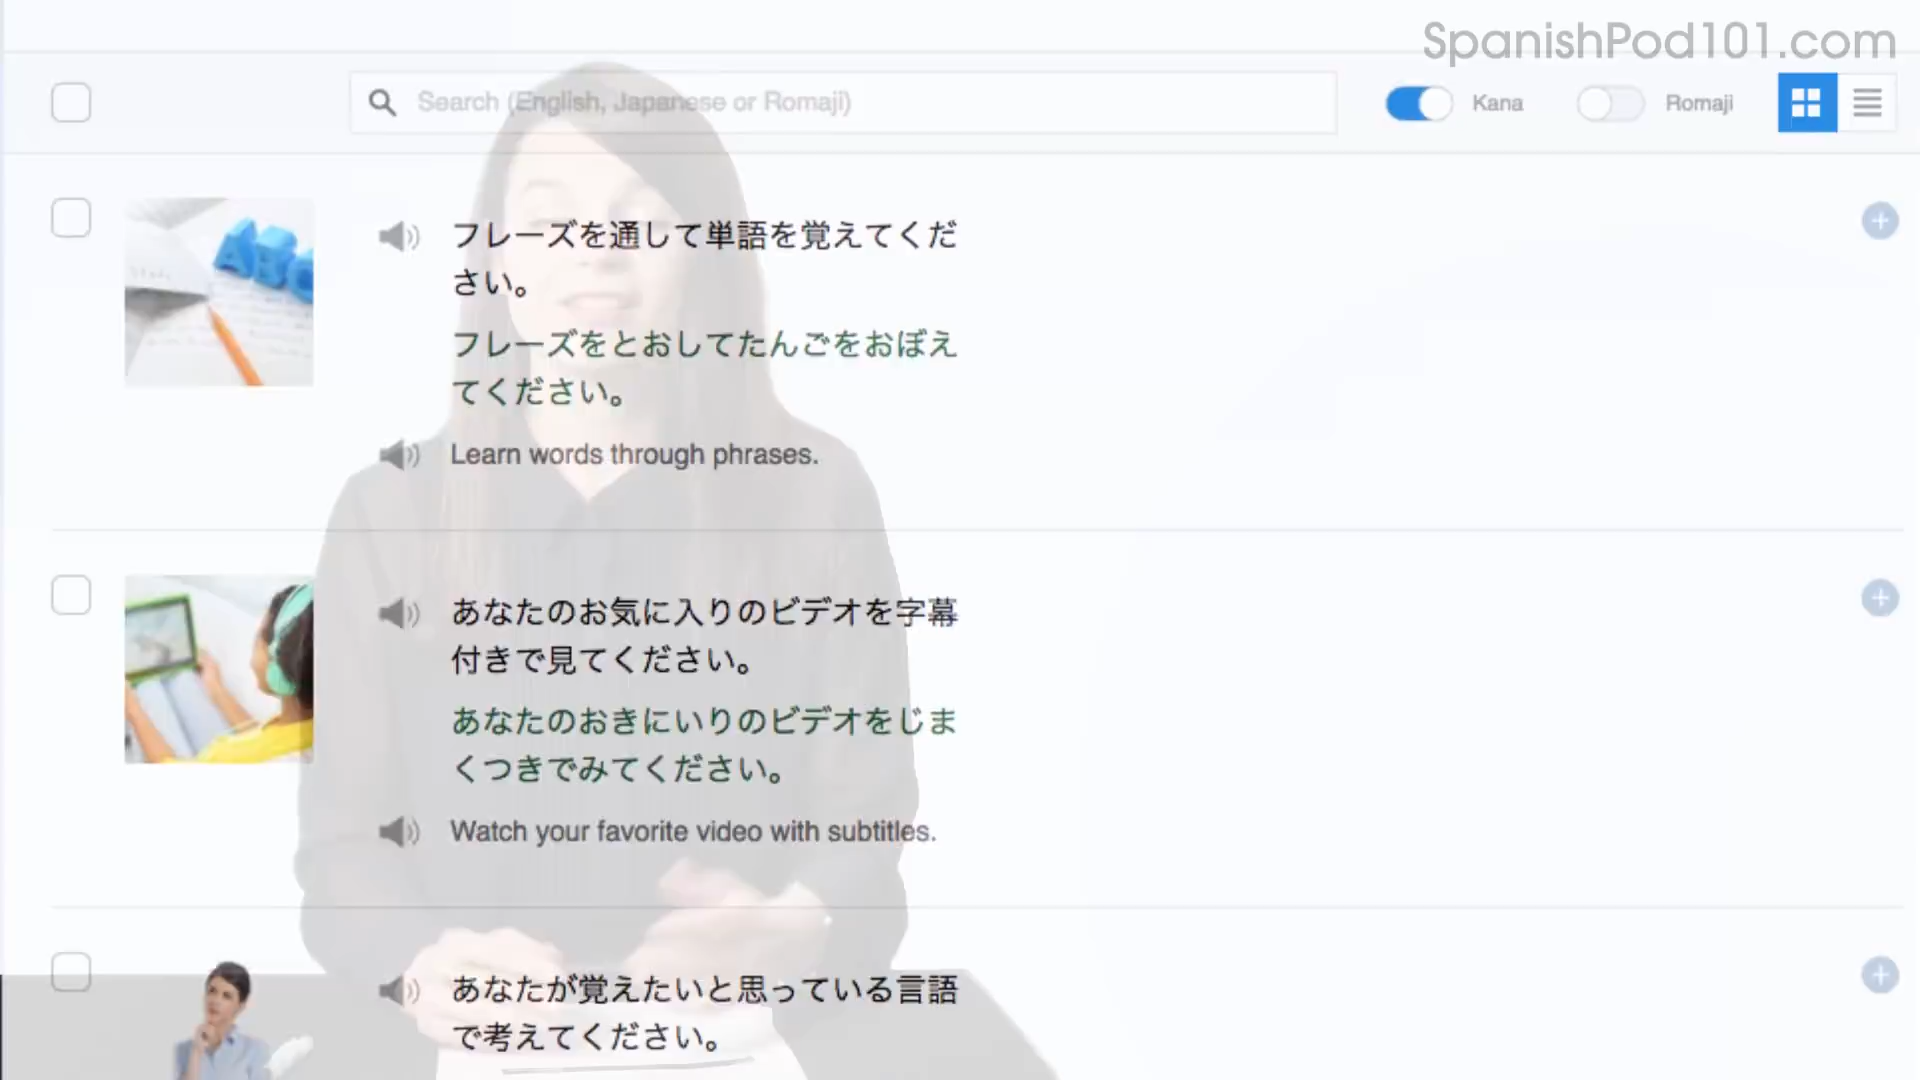 SpanishPod101.com
Search (English, Japanese or Romaji)
Kana
Romaji
フレーズを通して単語を覚えてくだ
さい。
フレーズをとおしてたんごをおぼえ
てください。
Learn words through phrases.
あなたのお気に入りのビデオを字幕
付きで見てください。
あなたのおきにいりのビデオをじま
くつきでみてください。
Watch your favorite video with subtitles.
あなたが覚えたいと思っている言語
で考えてください。